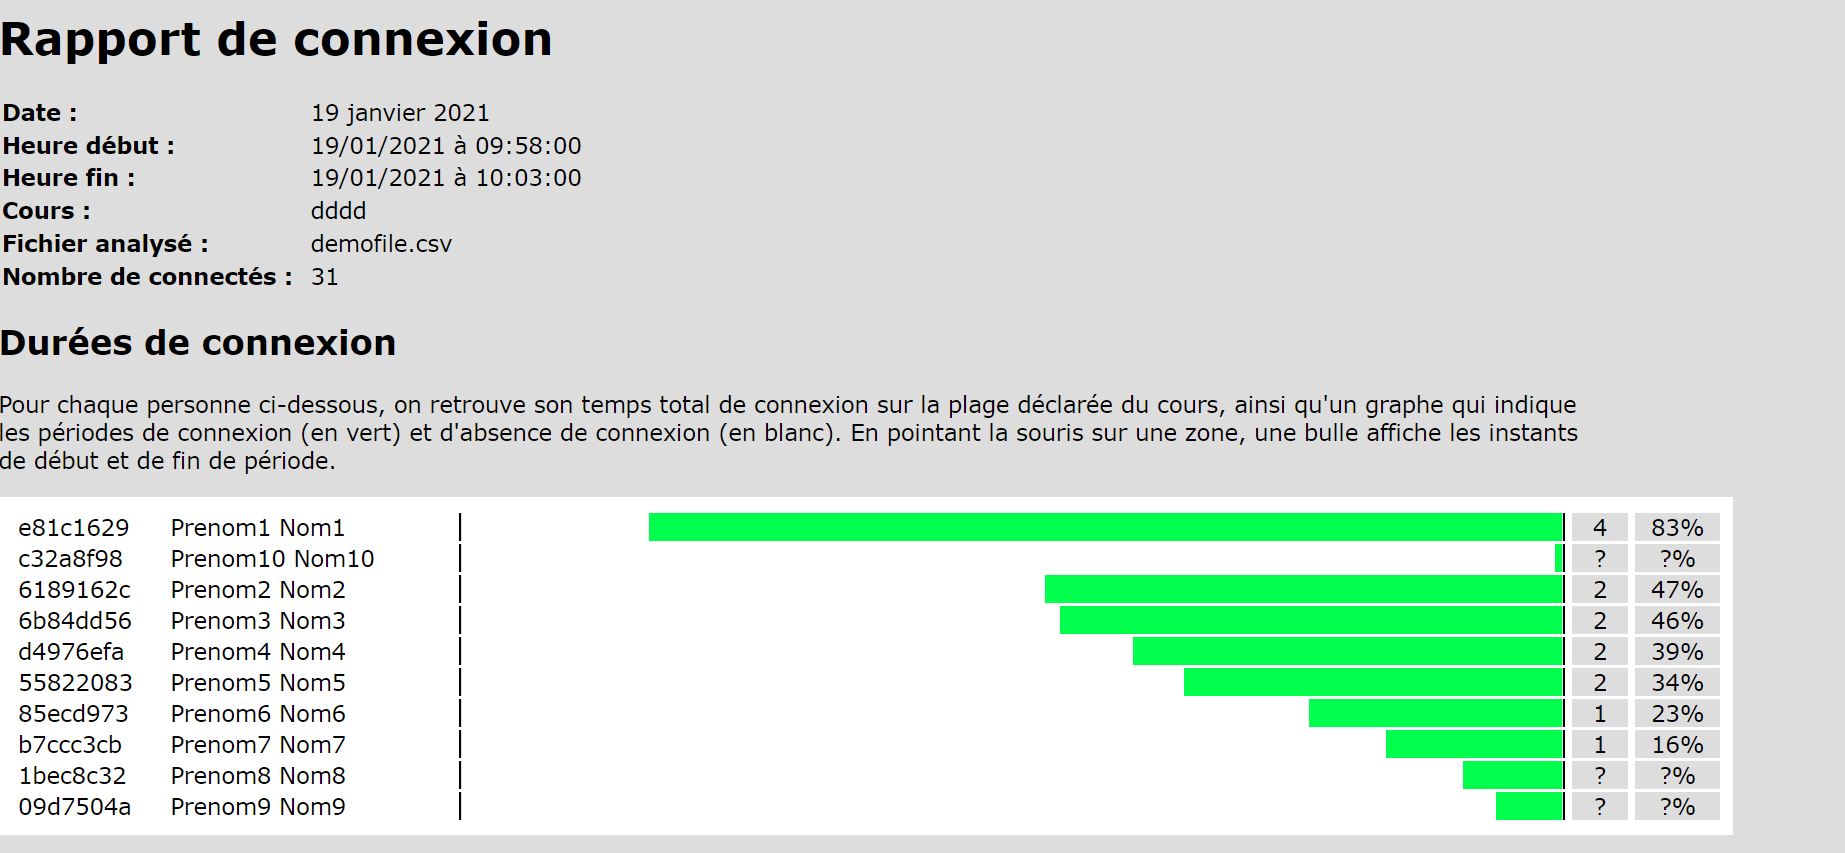 Rapport de connexion
Date : 19 janvier 2021
Heure début : 19/01/2021 à 09:58:00
Heure fin : 19/01/2021 à 10:03:00
Cours : dddd
Fichier analysé : demofile.csv
Nombre de connectés : 31
Durées de connexion
Pour chaque personne ci-dessous, on retrouve son temps total de connexion sur la plage déclarée du cours, ainsi qu'un graphe qui indique
les périodes de connexion (en vert) et d'absence de connexion (en blanc). En pointant la souris sur une zone, une bulle affiche les instants
de début et de fin de période.
e81c1629 Prenom1 Nom1 4 83%
c32a8f98 Prenom10 Nom10 ? ?%
6189162c Prenom2 Nom2 2 47%
6b84dd56 Prenom3 Nom3 2 46%
d4976efa Prenom4 Nom4 2 39%
55822083 Prenom5 Nom5 2 34%
85ecd973 Prenom6 Nom6 1 23%
b7ccc3cb Prenom7 Nom7 1 16%
1bec8c32 Prenom8 Nom8 ? ?%
09d7504a Prenom9 Nom9 ? ?%